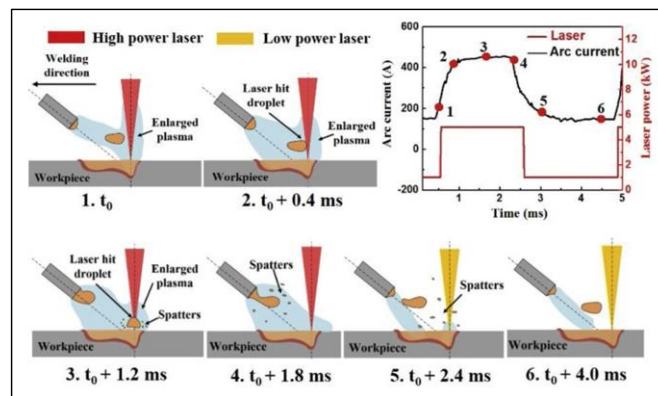 High power laser
Low power laser
Welding
direction
Enlarged
plasma
Workpiece
1. t0
Laser hit
droplet
Enlarged
plasma
Workpiece
2. t0 + 0.4 ms
Laser
Arc current
Arc current (A)
600
400
200
0
-200
Laser power (kW)
12
10
8
6
4
2
0
1
2
3
4
5
6
1 2 3 4 5
Time (ms)
Laser hit
droplet
Enlarged
plasma
Spatters
Workpiece
3. t0 + 1.2 ms
Spatters
Workpiece
4. t0 + 1.8 ms
Spatters
Workpiece
5. t0 + 2.4 ms
Workpiece
6. t0 + 4.0 ms